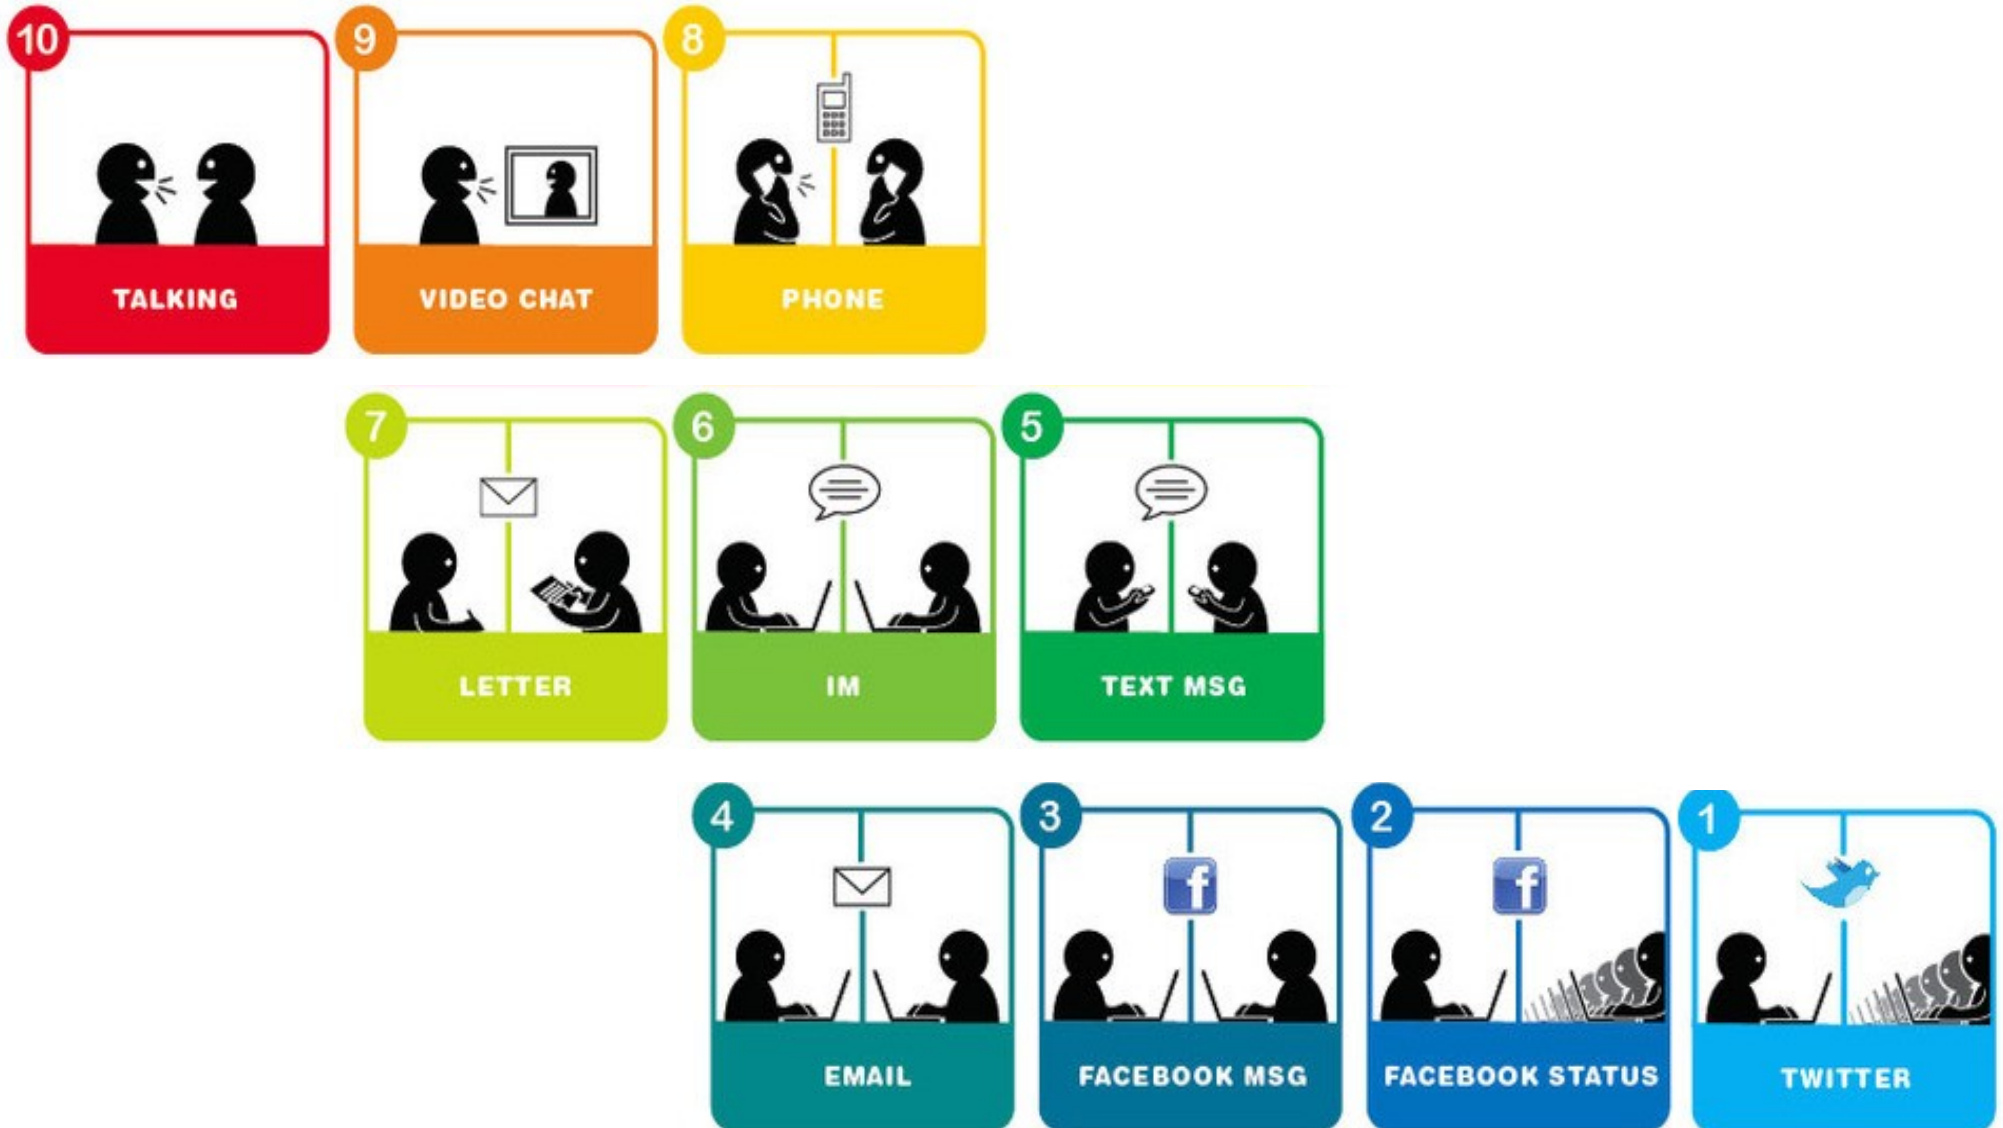 10
TALKING
9
VIDEO CHAT
8
PHONE
7
LETTER
6
IM
5
TEXT MSG
4
EMAIL
3
f
FACEBOOK MSG
2
f
FACEBOOK STATUS
1
TWITTER